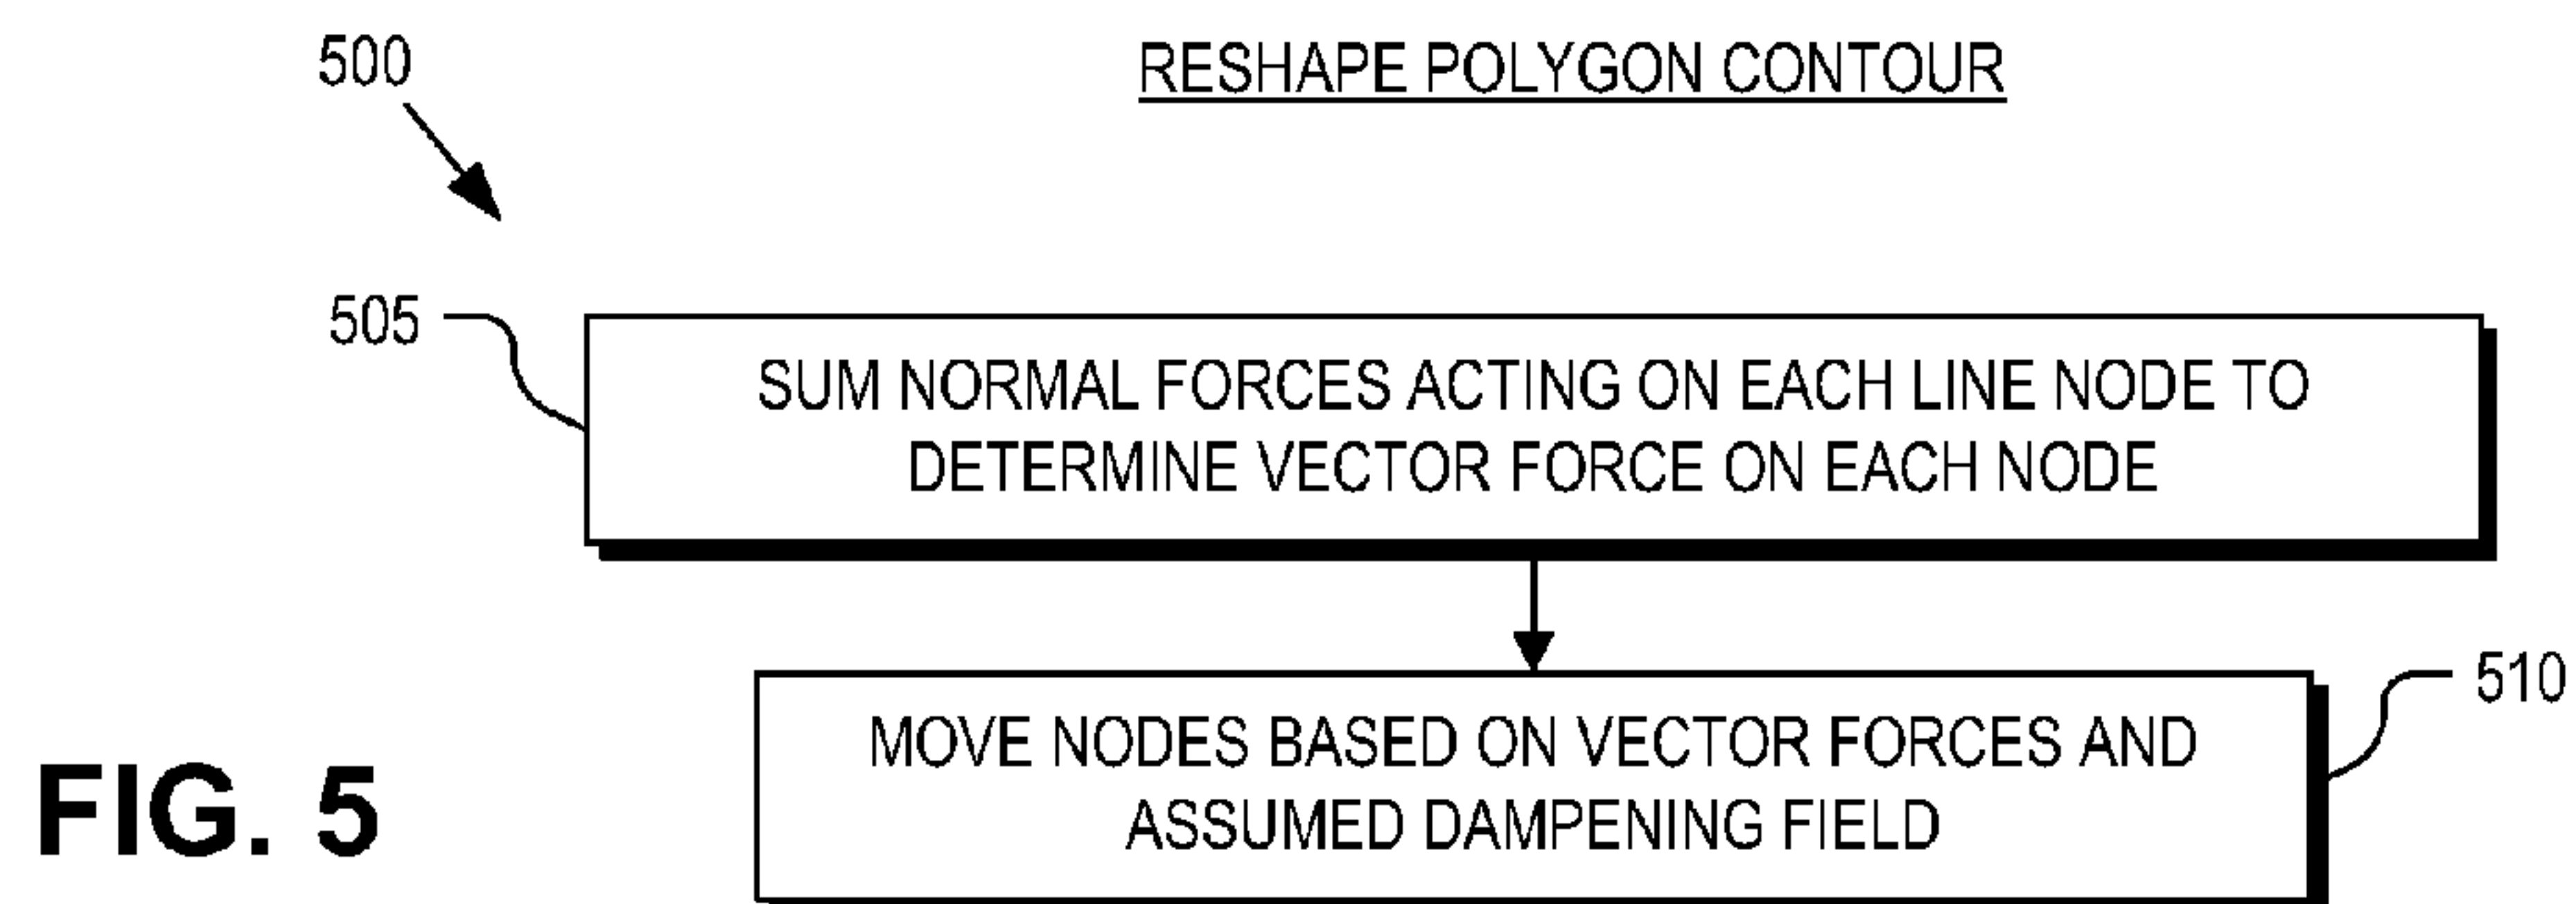 500
RESHAPE POLYGON CONTOUR
505
SUM NORMAL FORCES ACTING ON EACH LINE NODE TO
DETERMINE VECTOR FORCE ON EACH NODE
510
MOVE NODES BASED ON VECTOR FORCES AND
ASSUMED DAMPENING FIELD
FIG. 5